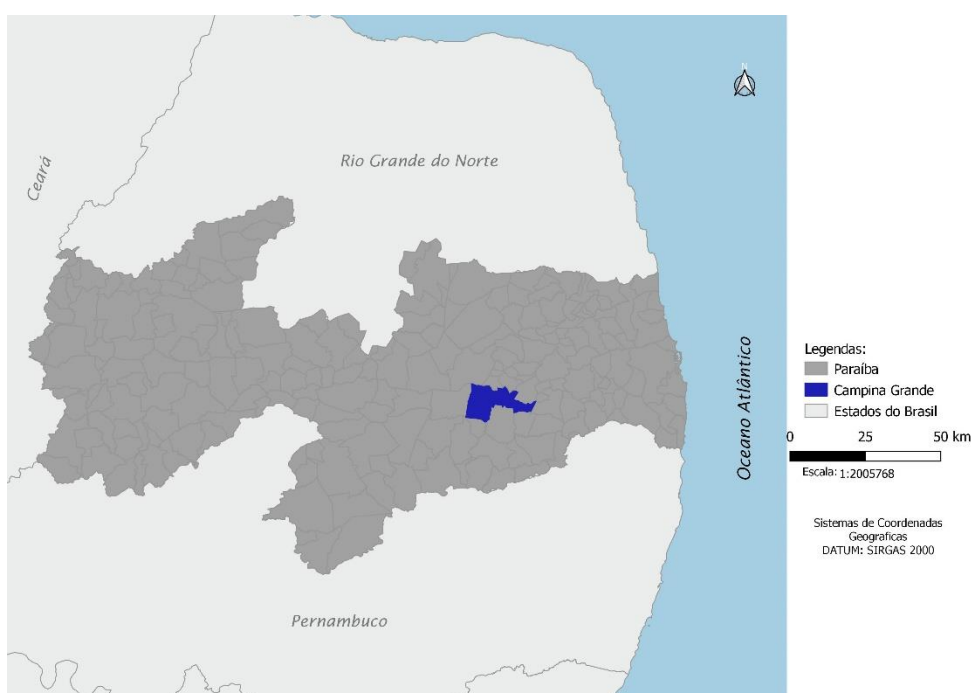 N
Rio Grande do Norte
Ceará
Oceano Atlântico
Pernambuco
Legendas:
Paraíba
Campina Grande
Estados do Brasil
0 25 50 km
Escala: 1:2005768
Sistemas de Coordenadas
Geograficas
DATUM: SIRGAS 2000